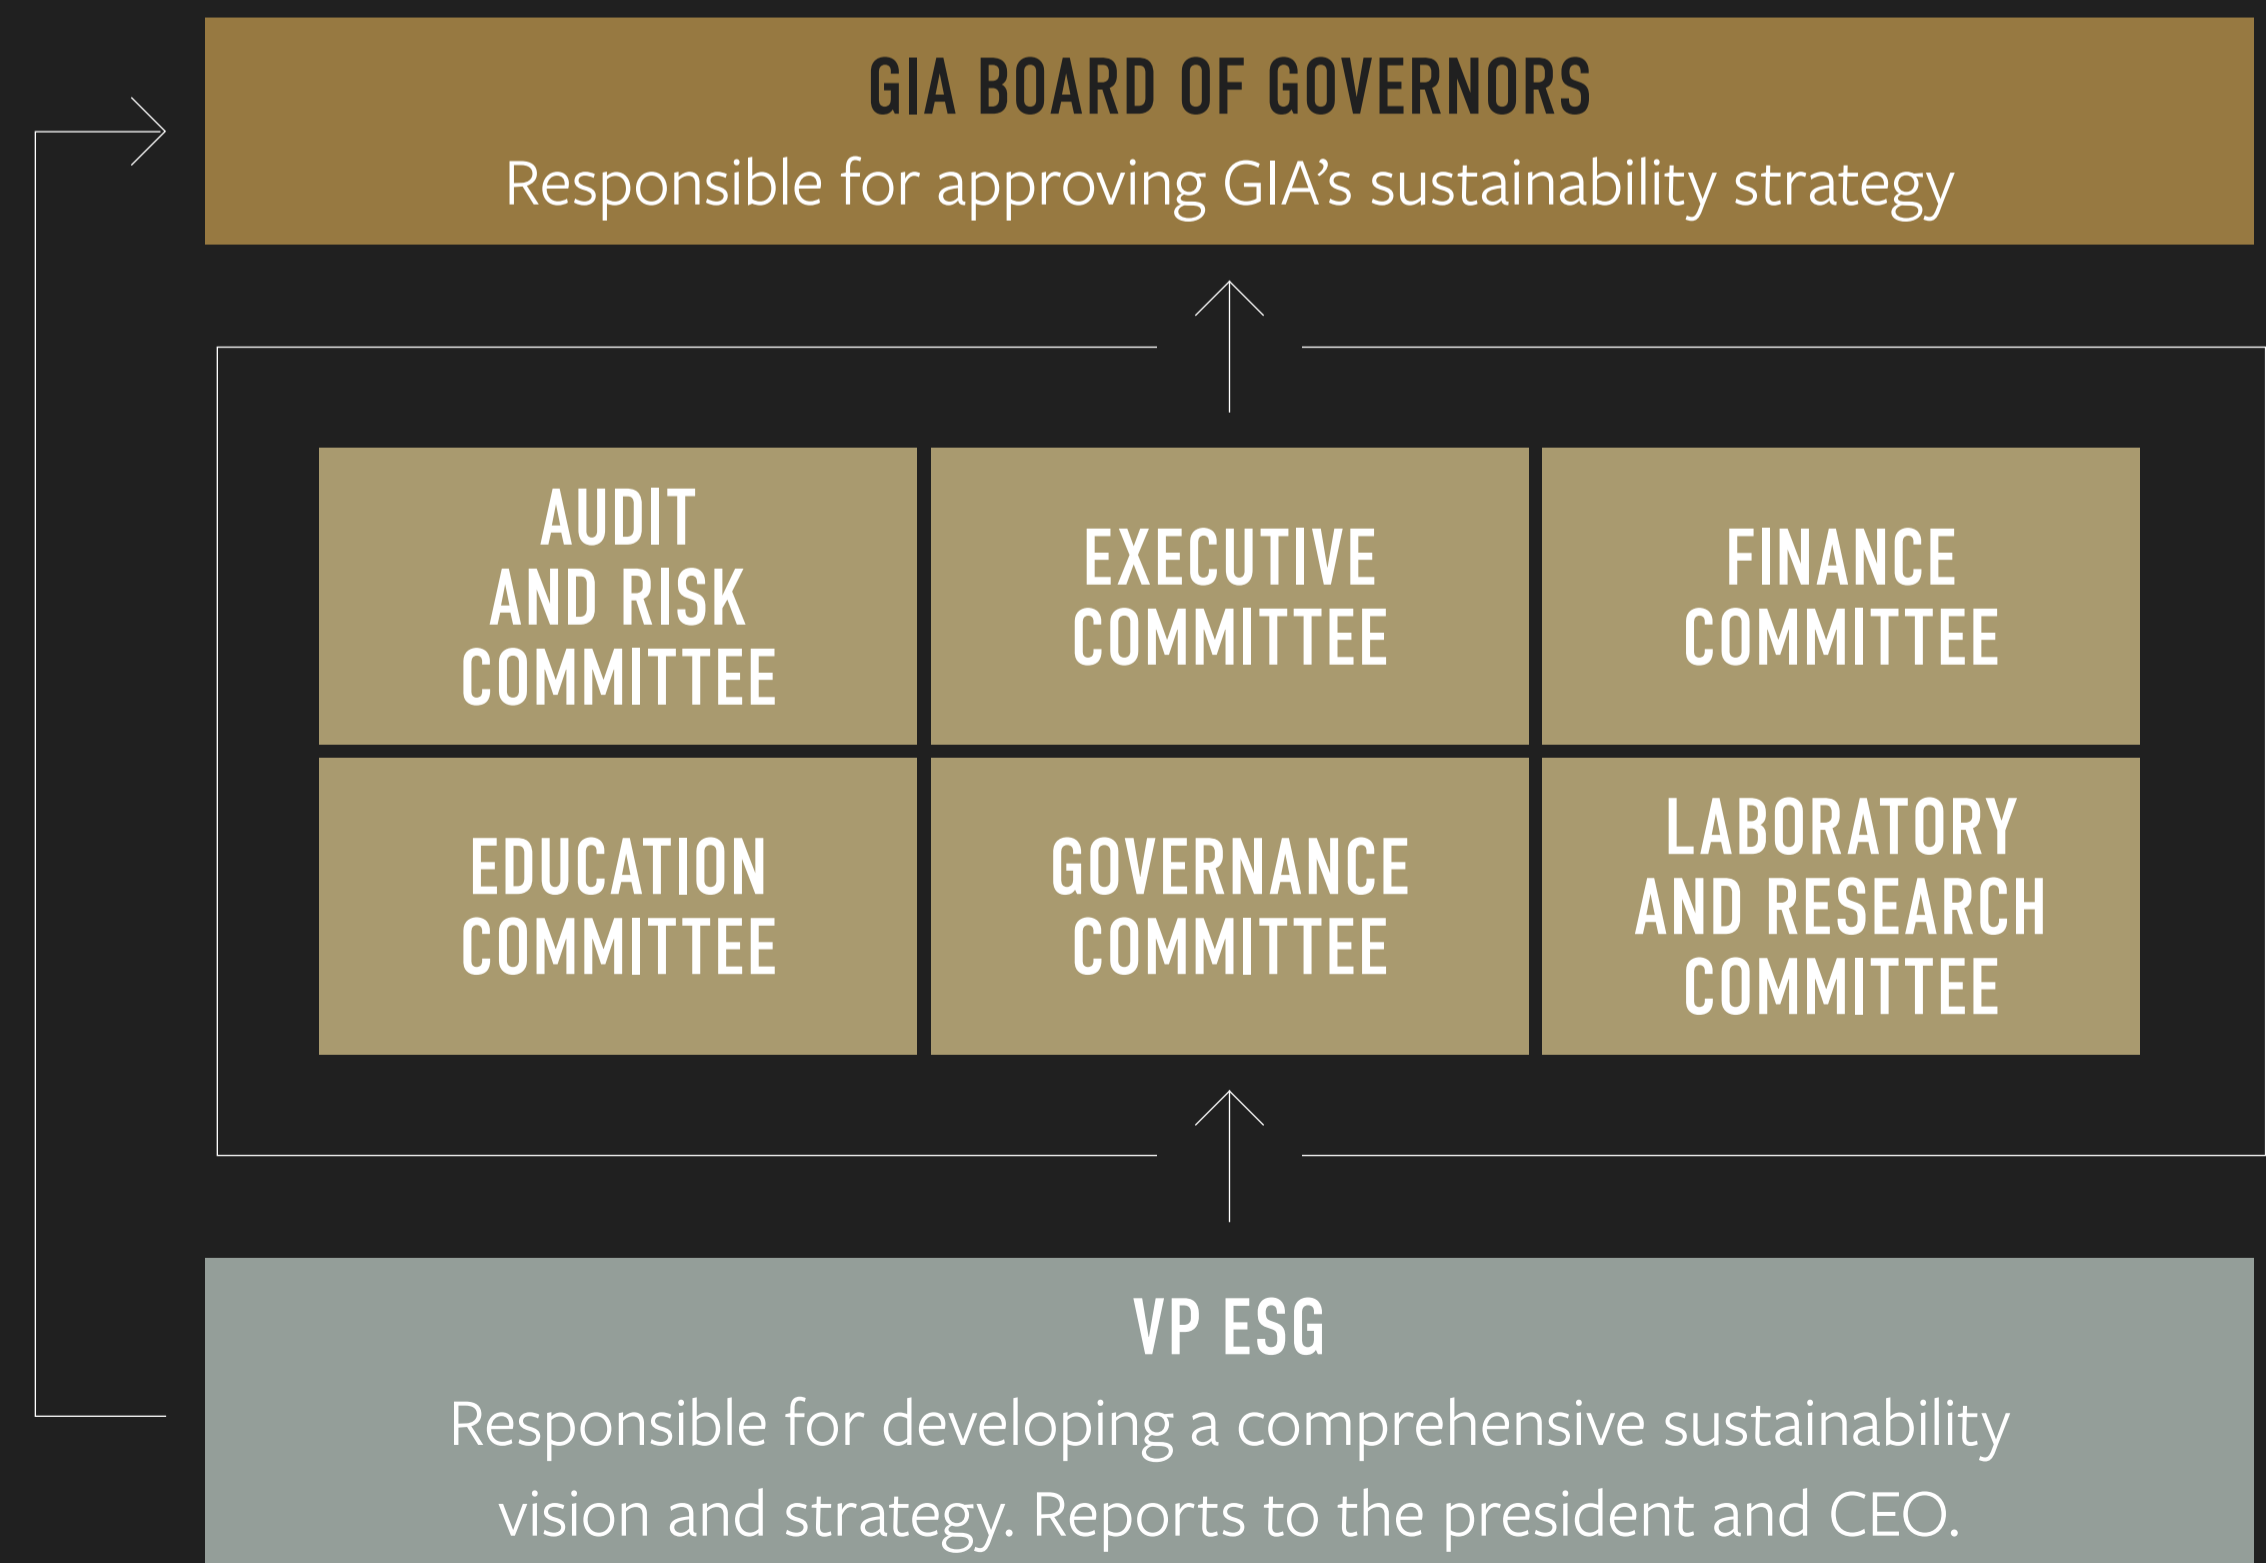 GIA BOARD OF GOVERNORS
Responsible for approving GIA’s sustainability strategy
AUDIT
AND RISK
COMMITTEE
EXECUTIVE
COMMITTEE
FINANCE
COMMITTEE
EDUCATION
COMMITTEE
GOVERNANCE
COMMITTEE
LABORATORY
AND RESEARCH
COMMITTEE
VP ESG
Responsible for developing a comprehensive sustainability
vision and strategy. Reports to the president and CEO.